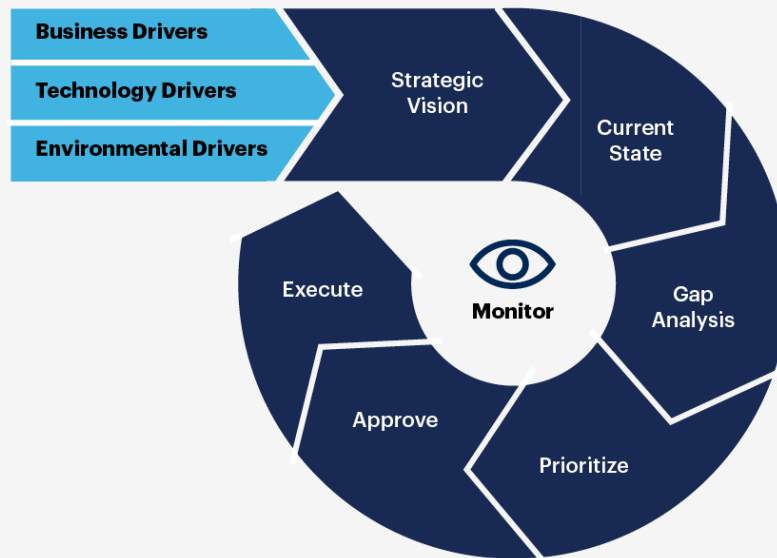 Business Drivers
Technology Drivers
Environmental Drivers
Strategic
Vision
Current
State
Gap
Analysis
Prioritize
Approve
Execute
Monitor